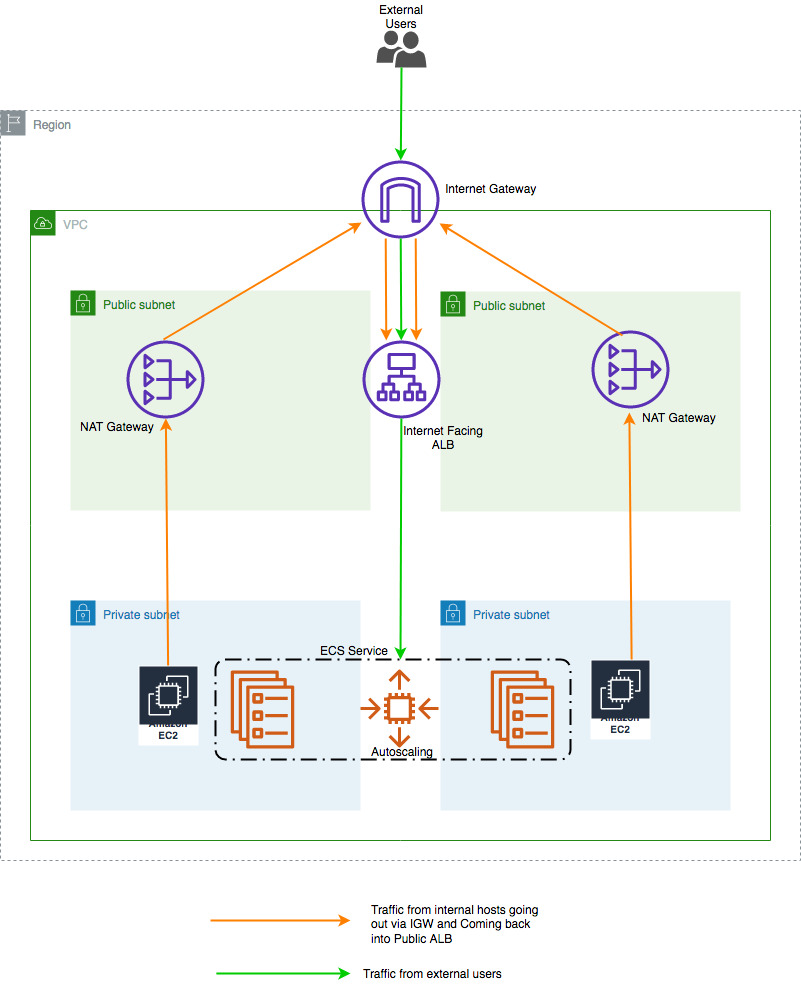 External
Users
Region
Internet Gateway
VPC
Public subnet
Public subnet
NAT Gateway
Internet Facing
ALB
NAT Gateway
Private subnet
Private subnet
ECS Service
Amazon
EC2
Autoscaling
Amazon
EC2
Traffic from internal hosts going
out via IGW and Coming back
into Public ALB
Traffic from external users